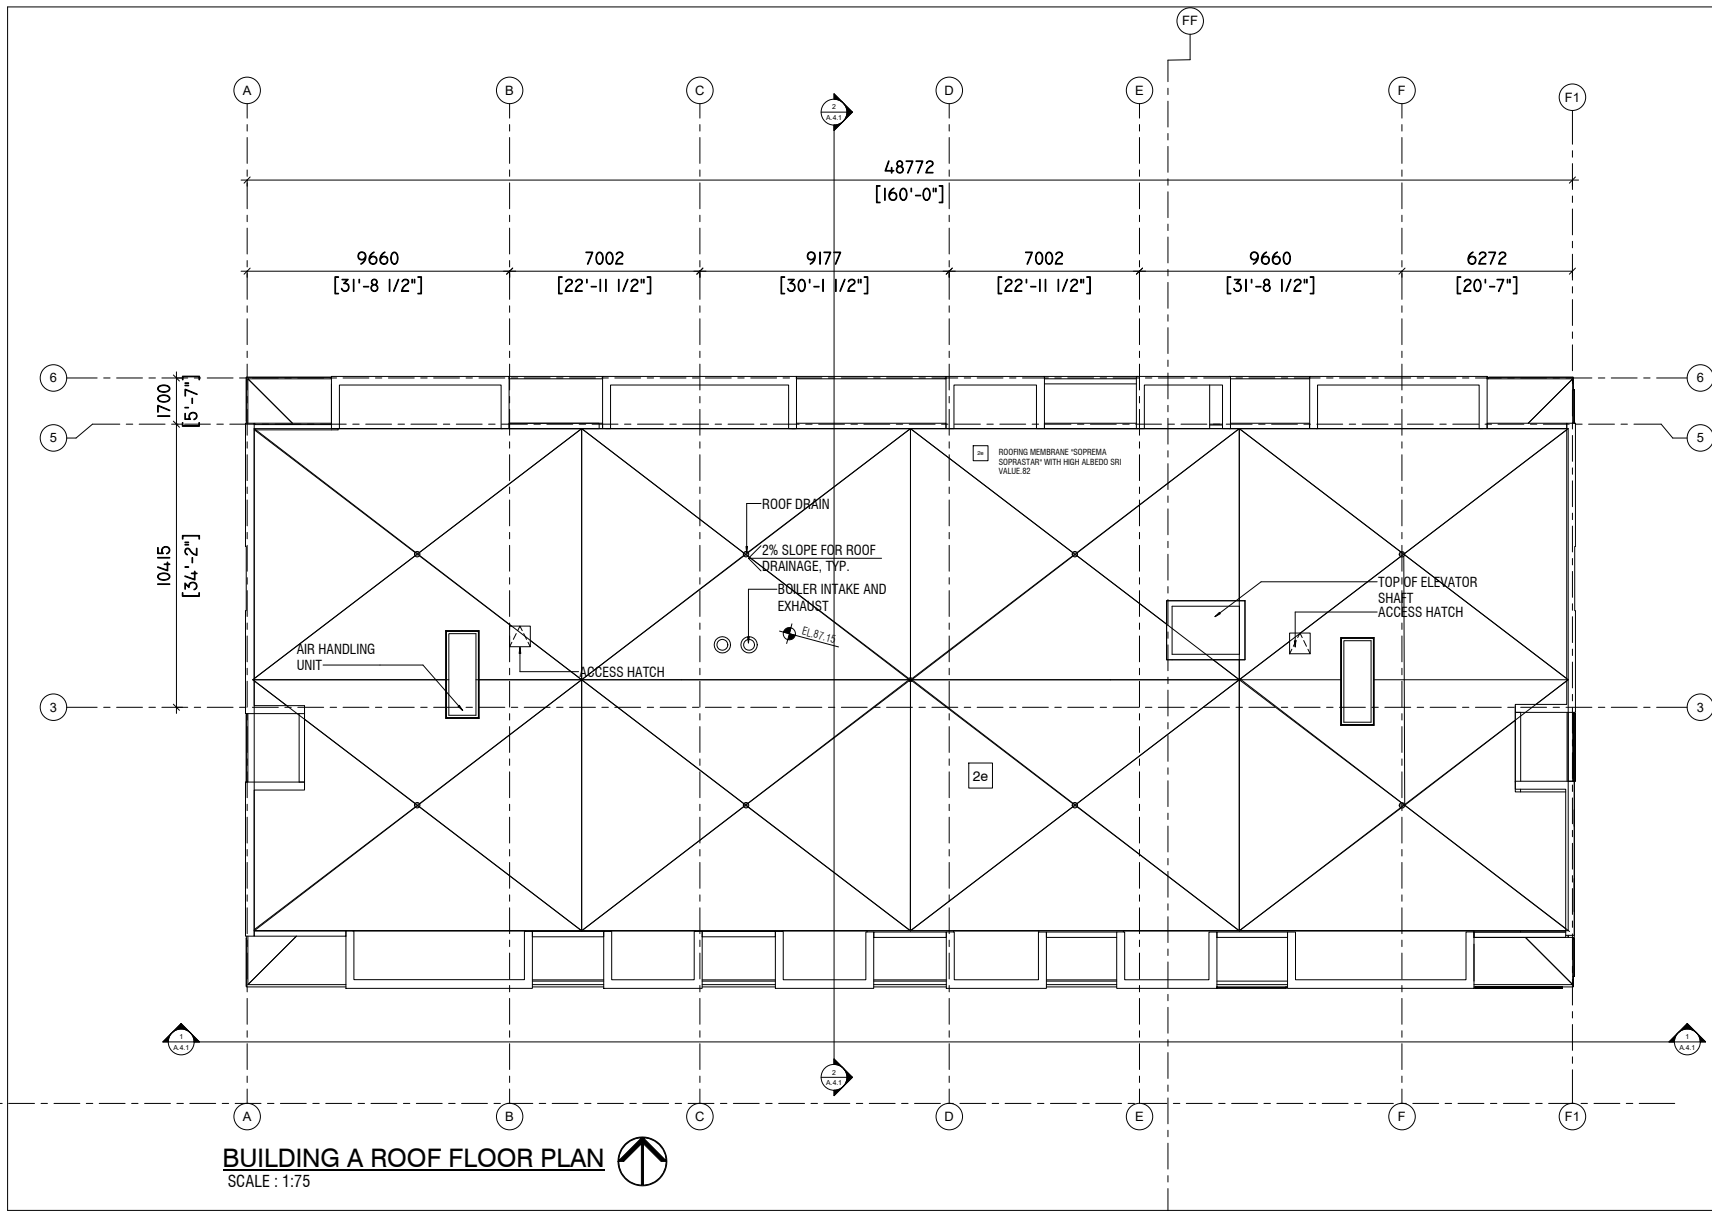 FF
A
B
C
D
E
F
F1
2
A.4.1
48772
[160'-0"]
9660
7002
9177
7002
9660
6272
[31'-8 1/2"]
[22'-11 1/2"]
[30'-1 1/2"]
[22'-11 1/2"]
[31'-8 1/2"]
[20'-7"]
6
1700
[5'-7"]
6
5
5
2e
ROOFING MEMBRANE "SOPREMA
SOPRASTAR" WITH HIGH ALBEDO SRI
VALUE.82
ROOF DRAIN
10415
[34'-2"]
2% SLOPE FOR ROOF
DRAINAGE, TYP.
BOILER INTAKE AND
EXHAUST
TOP OF ELEVATOR
SHAFT
ACCESS HATCH
EL.87.15
AIR HANDLING
UNIT
ACCESS HATCH
3
3
2e
1
A.4.1
1
A.4.1
2
A.4.1
A
B
C
D
E
F
F1
BUILDING A ROOF FLOOR PLAN
SCALE : 1:75